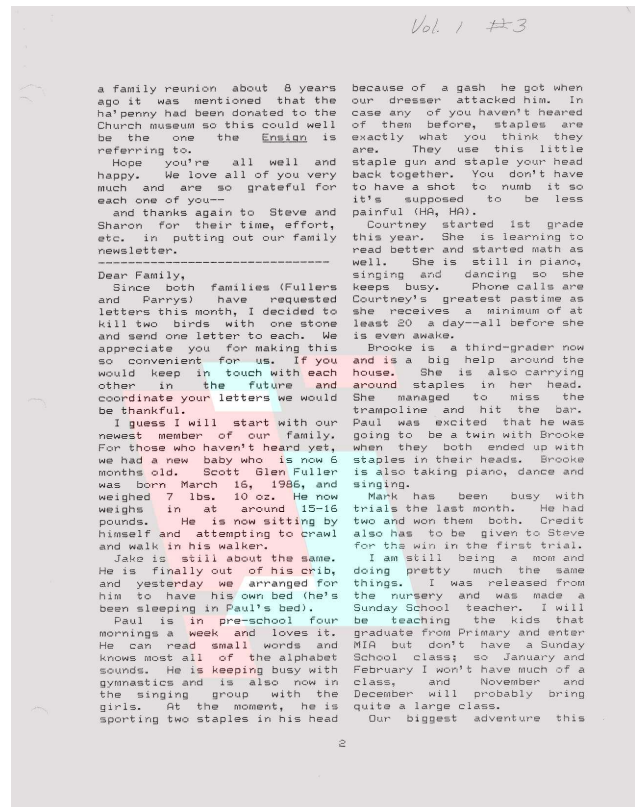 Vol. 1 #3
a family reunion about 8 years
ago it was mentioned that the
ha'penny had been donated to the
Church museum so this could well
be the one the Ensign is
referring to.
Hope you're all well and
happy. We love all of you very
much and are so grateful for
each one of you--
and thanks again to Steve and
Sharon for their time, effort,
etc. in putting out our family
newsletter.
--------------------------------
Dear Family,
Since both families (Fullers
and Parrys) have requested
letters this month, I decided to
kill two birds with one stone
and send one letter to each. We
appreciate you for making this
so convenient for us. If you
would keep in touch with each
other in the future and
coordinate your letters we would
be thankful.
I guess I will start with our
newest member of our family.
For those who haven't heard yet,
we had a new baby who is now 6
months old. Scott Glen Fuller
was born March 16, 1986, and
weighed 7 lbs. 10 oz. He now
weighs in at around 15-16
pounds. He is now sitting by
himself and attempting to crawl
and walk in his walker.
Jake is still about the same.
He is finally out of his crib,
and yesterday we arranged for
him to have his own bed (he's
been sleeping in Paul's bed).
Paul is in pre-school four
mornings a week and loves it.
He can read small words and
knows most all of the alphabet
sounds. He is keeping busy with
gymnastics and is also now in
the singing group with the
girls. At the moment, he is
sporting two staples in his head
because of a gash he got when
our dresser attacked him. In
case any of you haven't heard
of them before, staples are
exactly what you think they
are. They use this little
staple gun and staple your head
back together. You don't have
to have a shot to numb it so
it's supposed to be less
painful (HA, HA).
Courtney started 1st grade
this year. She is learning to
read better and started math as
well. She is still in piano,
singing and dancing so she
keeps busy. Phone calls are
Courtney's greatest pastime as
she receives a minimum of at
least 20 a day--all before she
is even awake.
Brooke is a third-grader now
and is a big help around the
house. She is also carrying
around staples in her head.
She managed to miss the
trampoline and hit the bar.
Paul was excited that he was
going to be a twin with Brooke
when they both ended up with
staples in their heads. Brooke
is also taking piano, dance and
singing.
Mark has been busy with
trials the last month. He had
two and won them both. Credit
also has to be given to Steve
for the win in the first trial.
I am still being a mom and
doing pretty much the same
things. I was released from
the nursery and was made a
Sunday School teacher. I will
be teaching the kids that
graduate from Primary and enter
MIA but don't have a Sunday
School class; so January and
February I won't have much of a
class, and November and
December will probably bring
quite a large class.
Our biggest adventure this
2